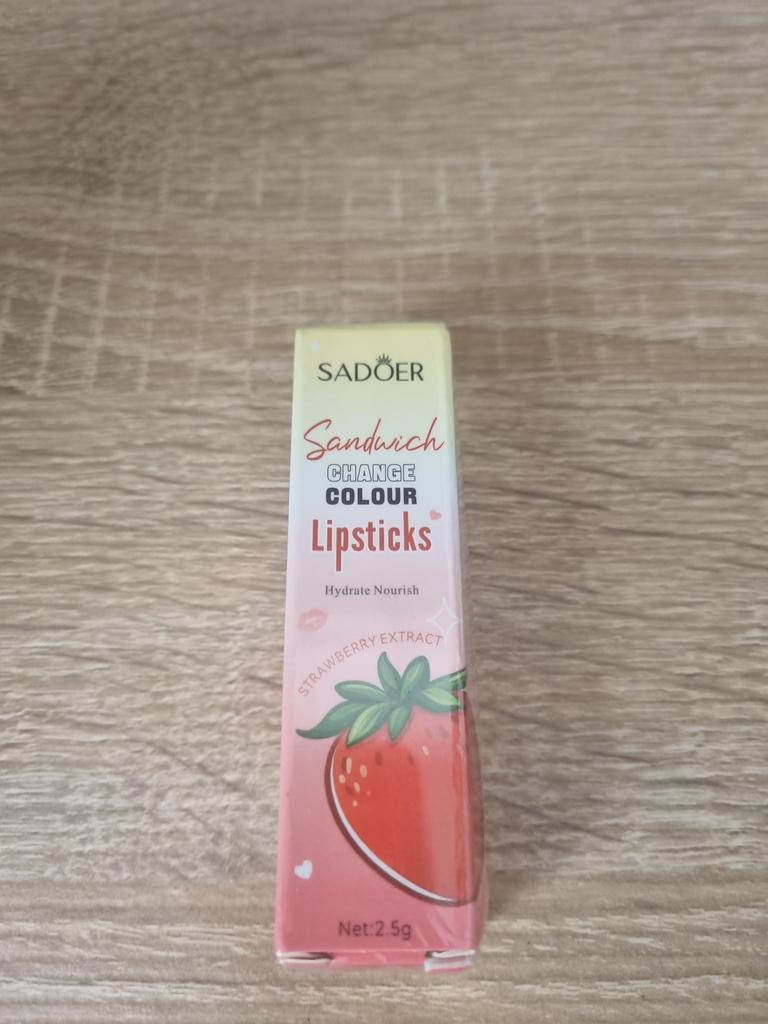 SADOER
Sandwich
CHANGE
COLOUR
Lipsticks
Hydrate Nourish
STRAWBERRY EXTRACT
Net:2.5g